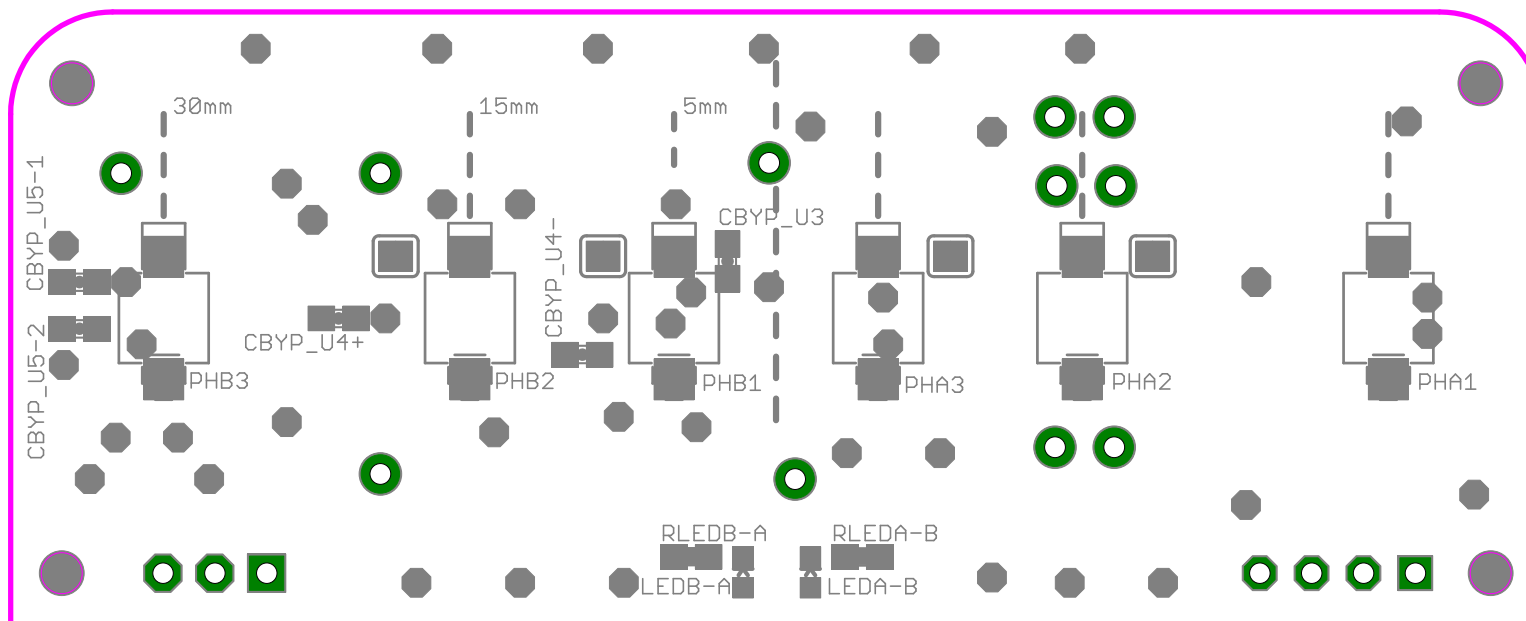 30mm
15mm
5mm
CBYP_U5-1
CBYP_U3
CBYP_U4-
CBYP_U4+
CBYP_U5-2
PHB3
PHB2
PHB1
PHA3
PHA2
PHA1
RLEDB-A
RLEDA-B
LEDB-A
LEDA-B